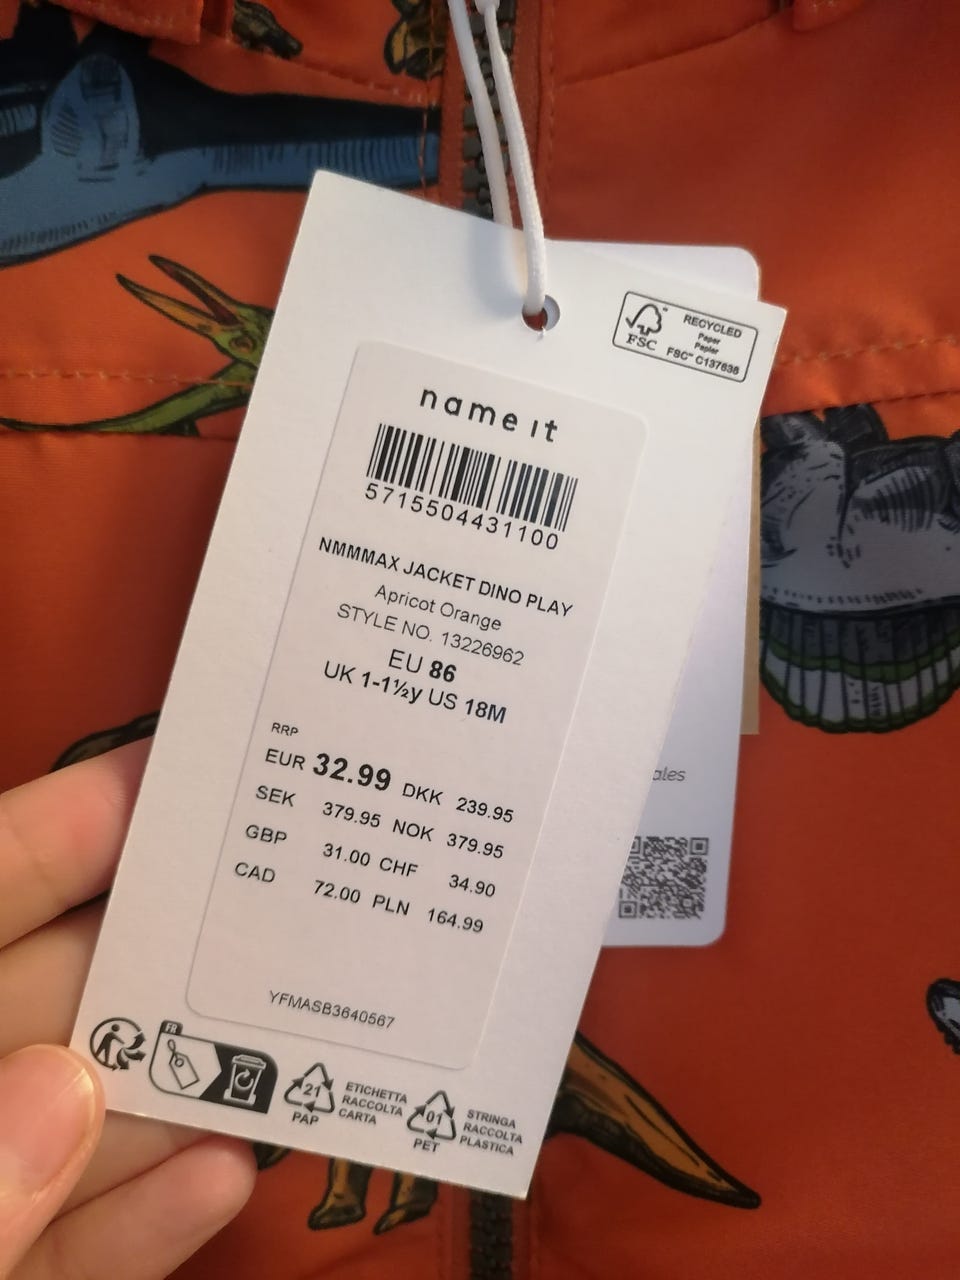 RECYCLED
Paper
Papier
FSC™ C137636
FSC
name it
5715504431100
NMMMAX JACKET DINO PLAY
Apricot Orange
STYLE NO. 13226962
EU 86
UK 1-1½y US 18M
RRP
EUR 32.99 DKK 239.95
SEK 379.95 NOK 379.95
GBP 31.00 CHF 34.90
CAD 72.00 PLN 164.99
YFMASB3640567
FR
21
PAP
ETICHETTA
RACCOLTA
CARTA
01
PET
STRINGA
RACCOLTA
PLASTICA
ales